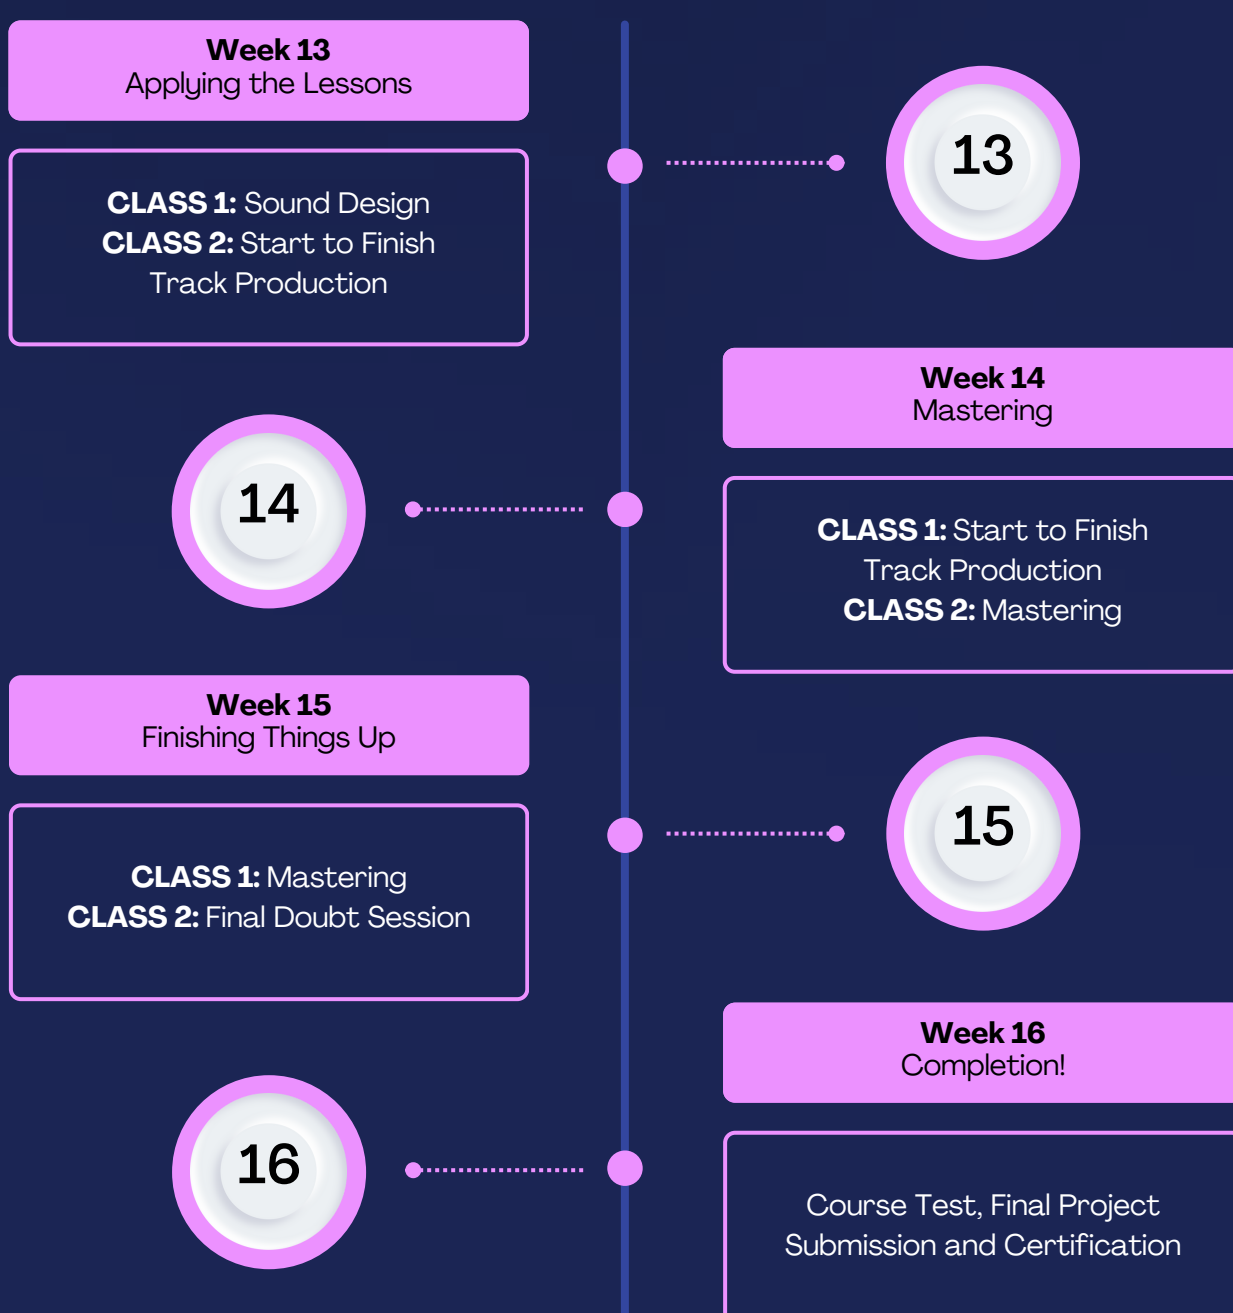 Week 13
Applying the Lessons
13
CLASS 1: Sound Design
CLASS 2: Start to Finish
Track Production
Week 14
Mastering
14
CLASS 1: Start to Finish
Track Production
CLASS 2: Mastering
Week 15
Finishing Things Up
15
CLASS 1: Mastering
CLASS 2: Final Doubt Session
Week 16
Completion!
16
Course Test, Final Project
Submission and Certification